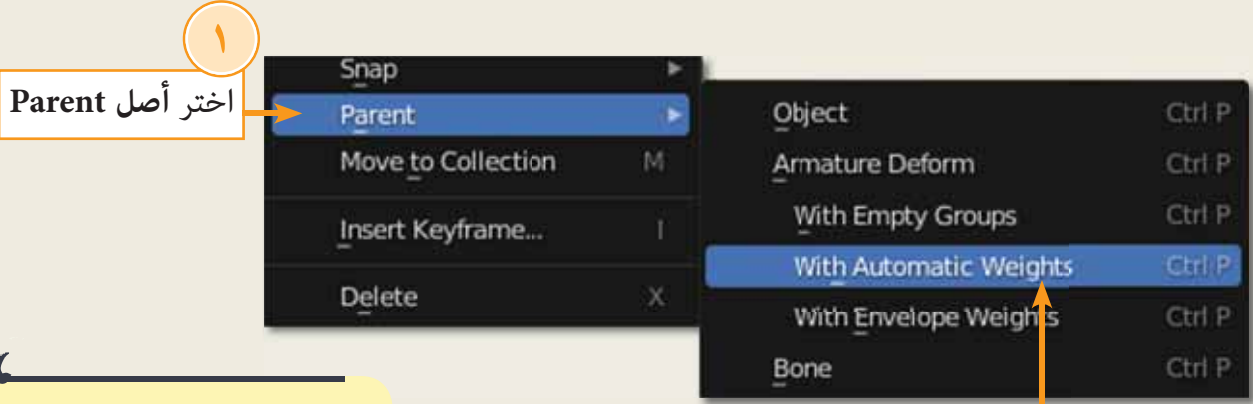 ١
اختر أصل Parent
Snap
Parent
Move to Collection M
Insert Keyframe... I
Delete X
Object Ctrl P
Armature Deform Ctrl P
With Empty Groups Ctrl P
With Automatic Weights Ctrl P
With Envelope Weights Ctrl P
Bone Ctrl P